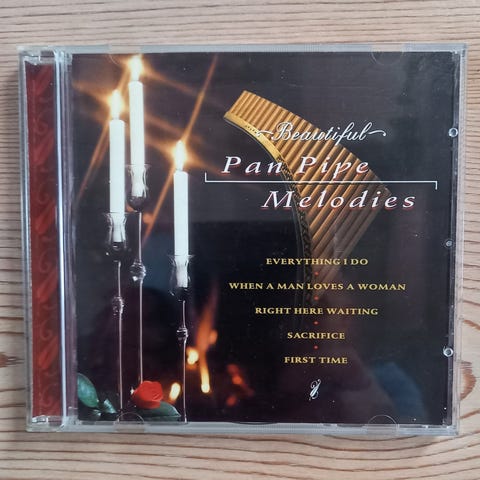 Beautiful
Pan Pipe
Melodies
EVERYTHING I DO
WHEN A MAN LOVES A WOMAN
RIGHT HERE WAITING
SACRIFICE
FIRST TIME